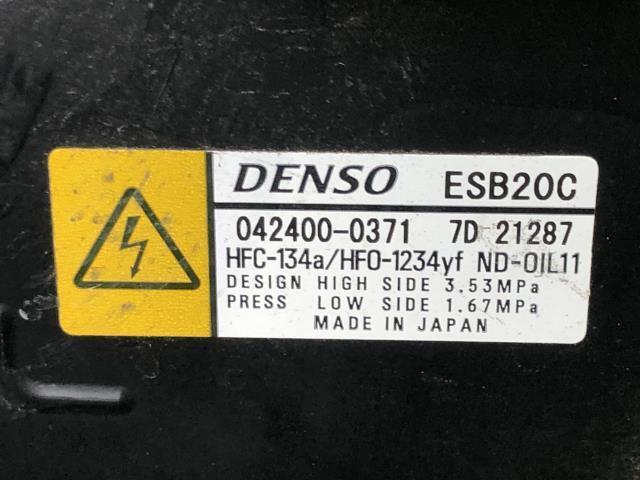 DENSO ESB20C
042400-0371 7D 21287
HFC-134a/HFO-1234yf ND-OIL11
DESIGN HIGH SIDE 3.53MPa
PRESS LOW SIDE 1.67MPa
MADE IN JAPAN